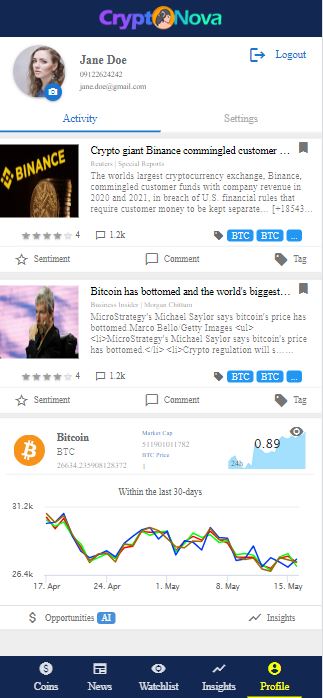 Crypt Nova
Jane Doe
09122624242
jane.doe@gmail.com
Logout
Activity
Settings
BINANCE
Crypto giant Binance commingled customer ...
Reuters | Special Reports
The worlds largest cryptocurrency exchange, Binance,
commingled customer funds with company revenue in
2020 and 2021, in breach of U.S. financial rules that
require customer money to be kept separate... [+18543...
4
1.2k
BTC
BTC
...
Sentiment
Comment
Tag
Bitcoin has bottomed and the world's biggest...
Business Insider | Morgan Chittum
MicroStrategy's Michael Saylor says bitcoin's price has
bottomed.Marco Bello/Getty Images <ul>
<li>MicroStrategy's Michael Saylor says bitcoin's price
has bottomed.</li> <li>Crypto regulation will s......
4
1.2k
BTC
BTC
...
Sentiment
Comment
Tag
Bitcoin
BTC
26634.235908128372
Market Cap
511901011782
BTC Price
1
0.89
24h
Within the last 30-days
31.2k
26.4k
17. Apr
24. Apr
1. May
8. May
15. May
Opportunities AI
Insights
Coins
News
Watchlist
Insights
Profile